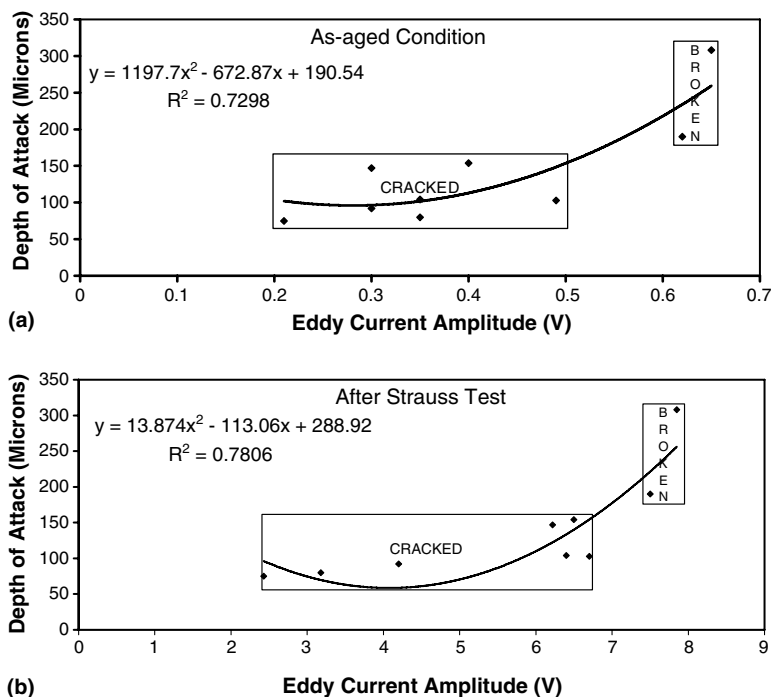 As-aged Condition
y = 1197.7x² - 672.87x + 190.54
R² = 0.7298
BROKEN
CRACKED
Depth of Attack (Microns)
350
300
250
200
150
100
50
0
0 0.1 0.2 0.3 0.4 0.5 0.6 0.7
(a) Eddy Current Amplitude (V)
After Strauss Test
y = 13.874x² - 113.06x + 288.92
R² = 0.7806
BROKEN
CRACKED
Depth of Attack (Microns)
350
300
250
200
150
100
50
0
0 1 2 3 4 5 6 7 8 9
(b) Eddy Current Amplitude (V)